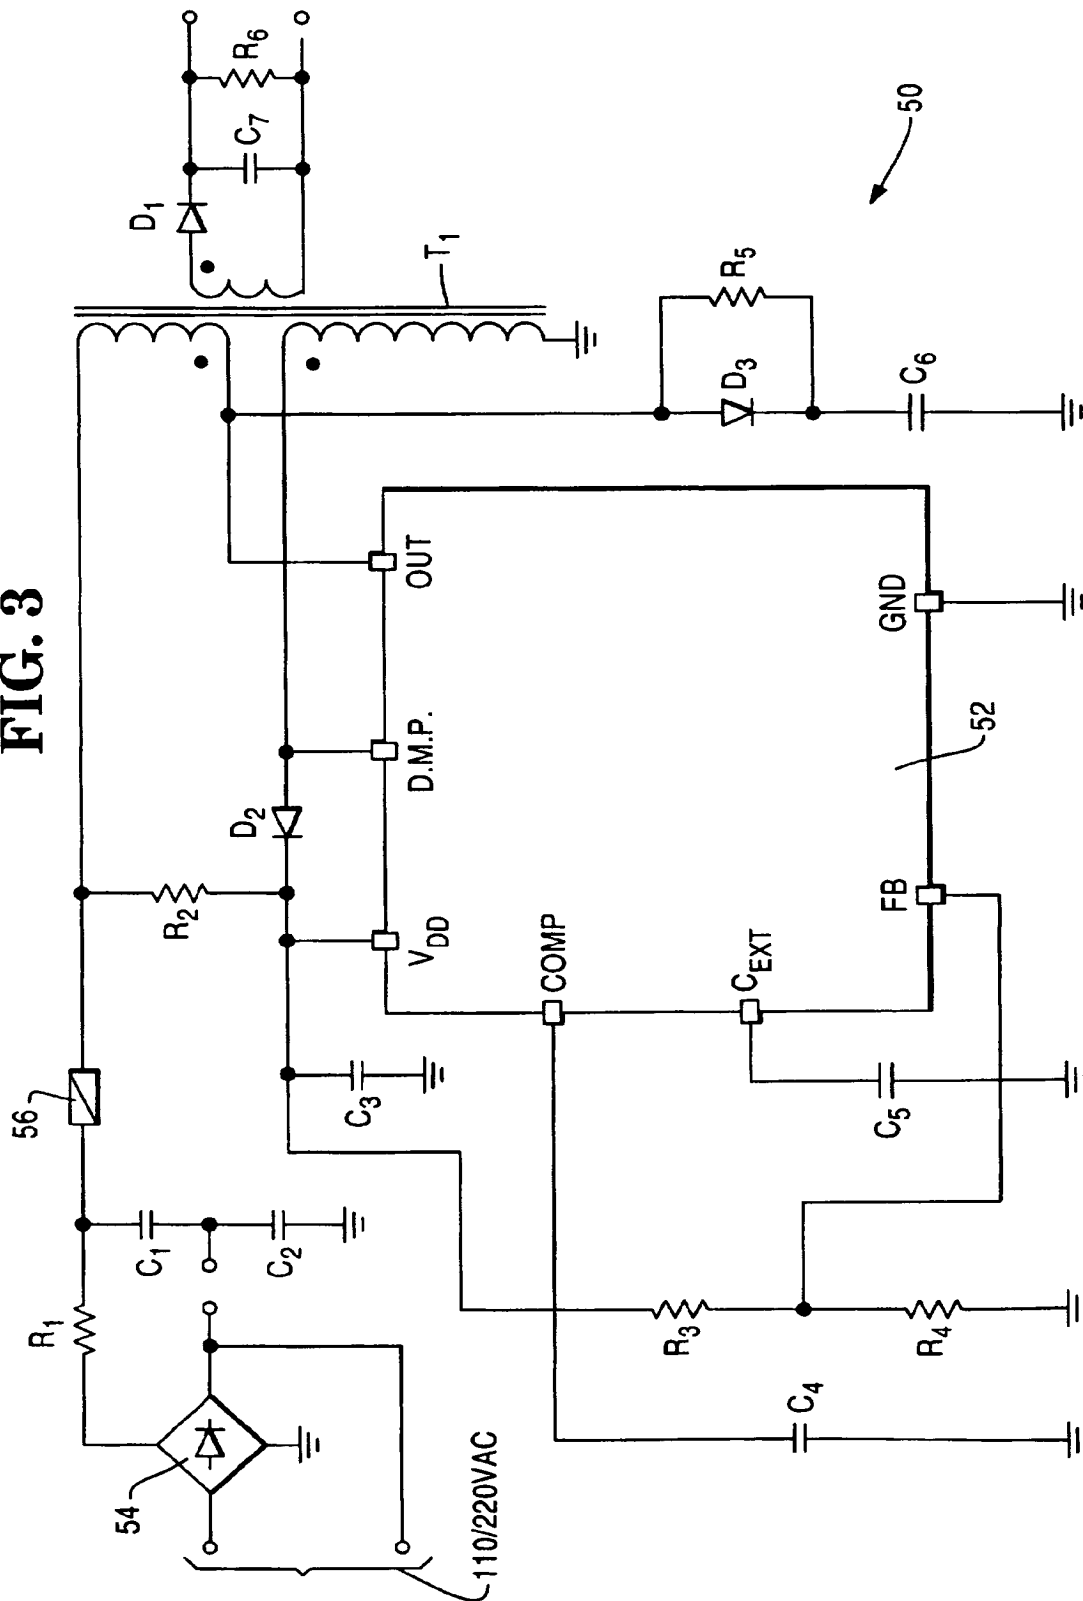 FIG. 3
110/220VAC
54
R1
C1
C2
56
R2
C3
D2
T1
D1
C7
R6
VDD
D.M.P.
OUT
COMP
CEXT
FB
GND
52
R3
R4
C4
C5
D3
R5
C6
50